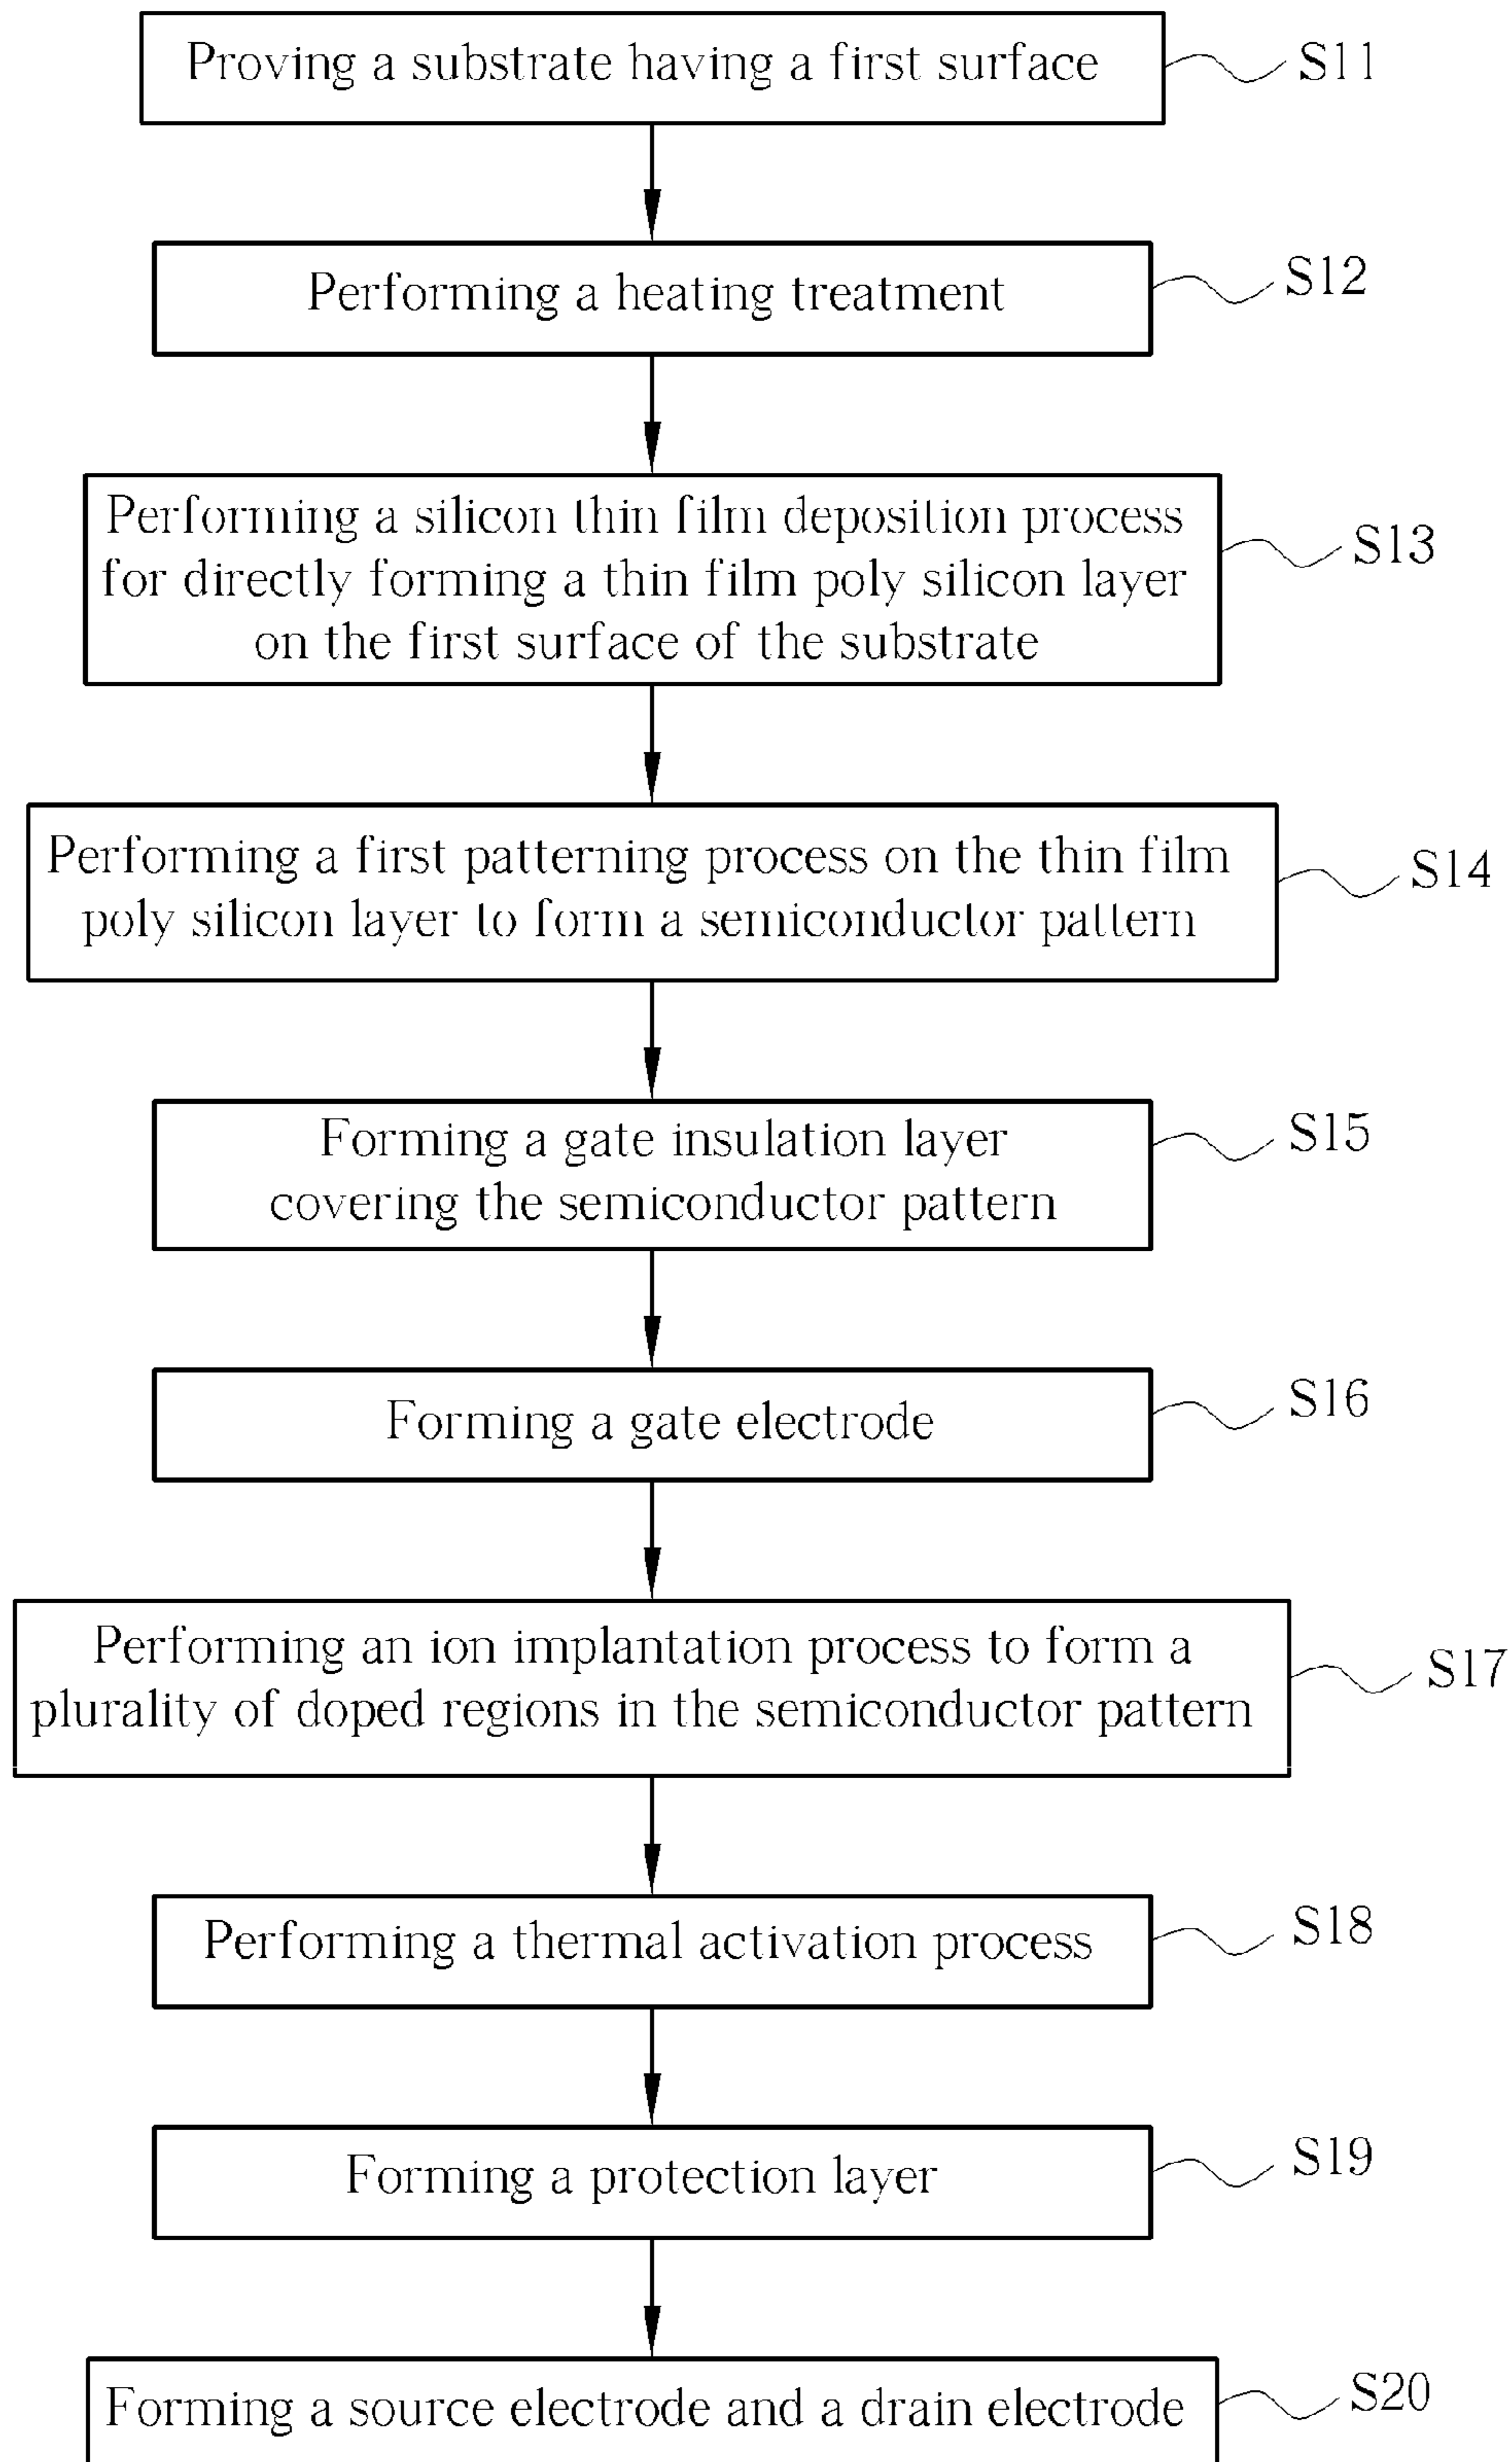 Proving a substrate having a first surface
S11
Performing a heating treatment
S12
Performing a silicon thin film deposition process
for directly forming a thin film poly silicon layer
on the first surface of the substrate
S13
Performing a first patterning process on the thin film
poly silicon layer to form a semiconductor pattern
S14
Forming a gate insulation layer
covering the semiconductor pattern
S15
Forming a gate electrode
S16
Performing an ion implantation process to form a
plurality of doped regions in the semiconductor pattern
S17
Performing a thermal activation process
S18
Forming a protection layer
S19
Forming a source electrode and a drain electrode
S20